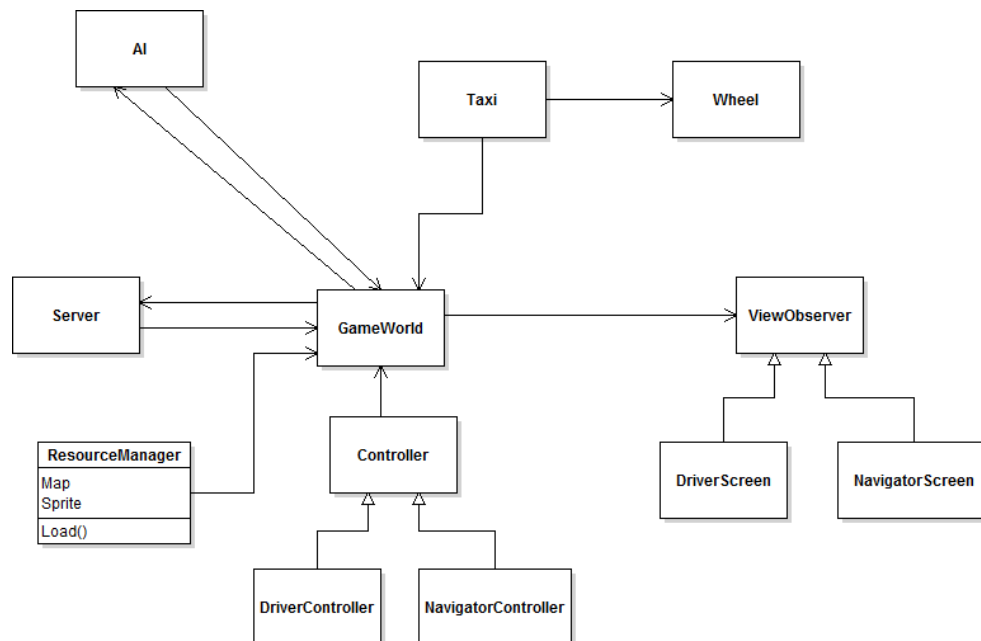 AI
Taxi
Wheel
Server
GameWorld
ViewObserver
ResourceManager
Map
Sprite
Load()
Controller
DriverScreen
NavigatorScreen
DriverController
NavigatorController